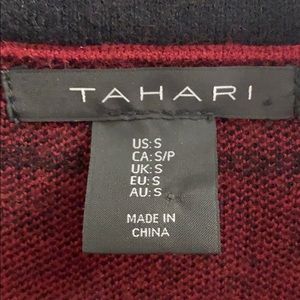 TAHARI
US: S
CA: S/P
UK: S
EU: S
AU: S
MADE IN
CHINA